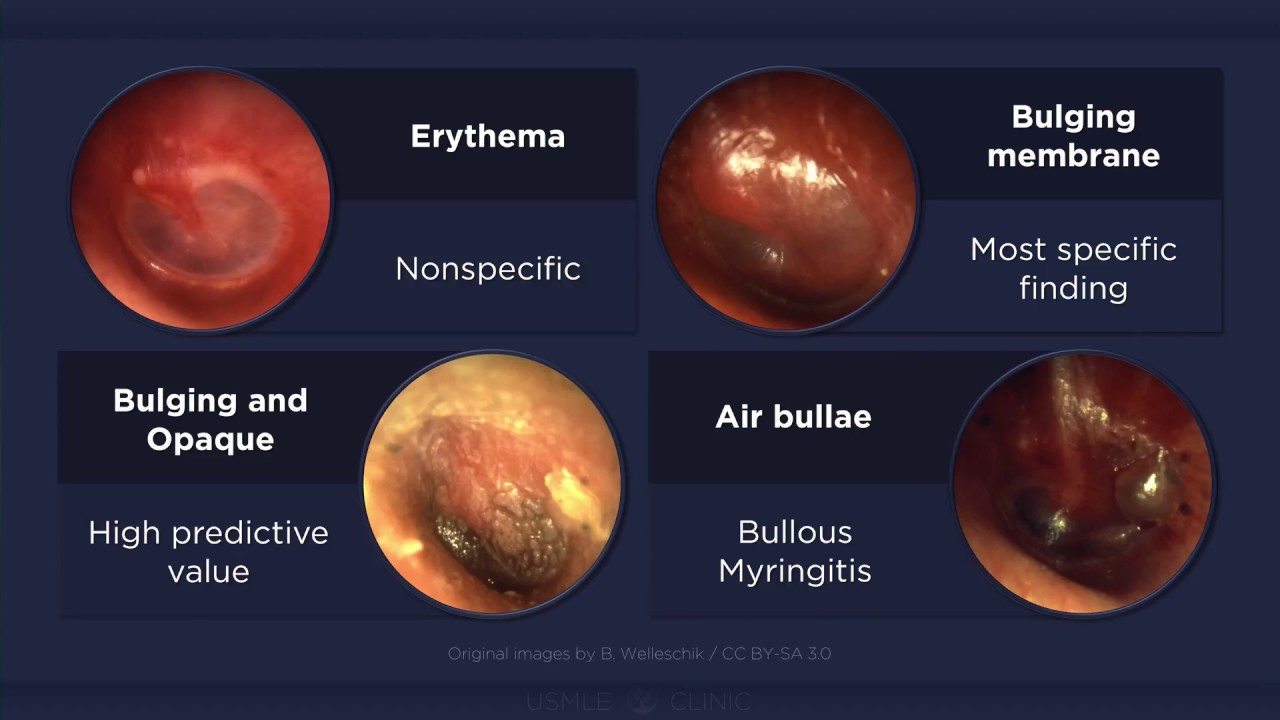 Erythema
Nonspecific
Bulging
membrane
Most specific
finding
Bulging and
Opaque
High predictive
value
Air bullae
Bullous
Myringitis
Original images by B. Welleschik / CC BY-SA 3.0
USMLE CLINIC